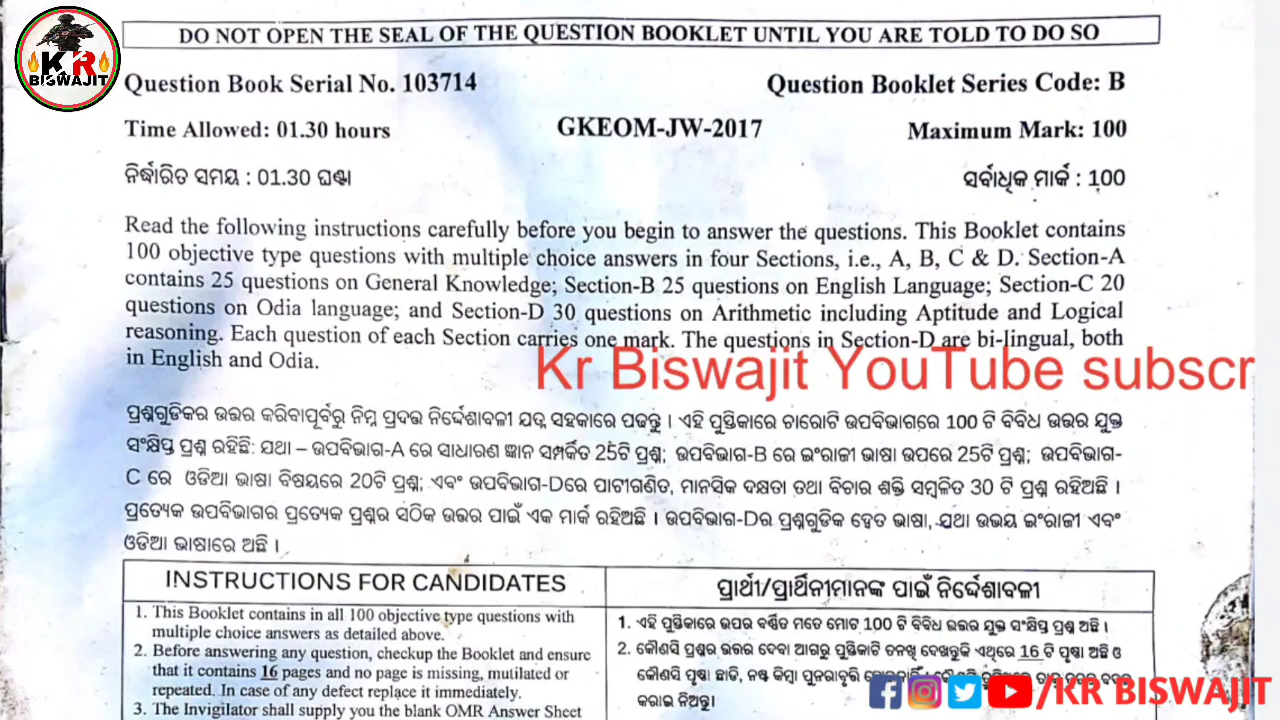 KR
BISWAJIT
DO NOT OPEN THE SEAL OF THE QUESTION BOOKLET UNTIL YOU ARE TOLD TO DO SO
Question Book Serial No. 103714 Question Booklet Series Code: B
Time Allowed: 01.30 hours GKEOM-JW-2017 Maximum Mark: 100
ନିର୍ଦ୍ଧାରିତ ସମୟ : 01.30 ଘଣ୍ଟା ସର୍ବାଧିକ ମାର୍କ : 100
Read the following instructions carefully before you begin to answer the questions. This Booklet contains
100 objective type questions with multiple choice answers in four Sections, i.e., A, B, C & D. Section-A
contains 25 questions on General Knowledge; Section-B 25 questions on English Language; Section-C 20
questions on Odia language; and Section-D 30 questions on Arithmetic including Aptitude and Logical
reasoning. Each question of each Section carries one mark. The questions in Section-D are bi-lingual, both
in English and Odia.
Kr Biswajit YouTube subscr
ପ୍ରଶ୍ନଗୁଡିକର ଉତ୍ତର କରିବାପୂର୍ବରୁ ନିମ୍ନ ପ୍ରଦତ୍ତ ନିର୍ଦ୍ଦେଶାବଳୀ ଯତ୍ନ ସହକାରେ ପଢନ୍ତୁ । ଏହି ପୁସ୍ତିକାରେ ଚାରୋଟି ଉପବିଭାଗରେ 100 ଟି ବିବିଧ ଉତ୍ତର ଯୁକ୍ତ
ସଂକ୍ଷିପ୍ତ ପ୍ରଶ୍ନ ରହିଛି: ଯଥା – ଉପବିଭାଗ-A ରେ ସାଧାରଣ ଜ୍ଞାନ ସମ୍ପର୍କିତ 25ଟି ପ୍ରଶ୍ନ; ଉପବିଭାଗ-B ରେ ଇଂରାଜୀ ଭାଷା ଉପରେ 25ଟି ପ୍ରଶ୍ନ; ଉପବିଭାଗ-
C ରେ ଓଡିଆ ଭାଷା ବିଷୟରେ 20ଟି ପ୍ରଶ୍ନ; ଏବଂ ଉପବିଭାଗ-Dରେ ପାଟୀଗଣିତ, ମାନସିକ ଦକ୍ଷତା ତଥା ବିଚାର ଶକ୍ତି ସମ୍ବଳିତ 30 ଟି ପ୍ରଶ୍ନ ରହିଅଛି ।
ପ୍ରତ୍ୟେକ ଉପବିଭାଗର ପ୍ରତ୍ୟେକ ପ୍ରଶ୍ନର ସଠିକ ଉତ୍ତର ପାଇଁ ଏକ ମାର୍କ ରହିଅଛି । ଉପବିଭାଗ-Dର ପ୍ରଶ୍ନଗୁଡିକ ଦ୍ବେତ ଭାଷା, ଯଥା ଉଭୟ ଇଂରାଜୀ ଏବଂ
ଓଡିଆ ଭାଷାରେ ଅଛି ।
INSTRUCTIONS FOR CANDIDATES
1. This Booklet contains in all 100 objective type questions with
multiple choice answers as detailed above.
2. Before answering any question, checkup the Booklet and ensure
that it contains 16 pages and no page is missing, mutilated or
repeated. In case of any defect replace it immediately.
3. The Invigilator shall supply you the blank OMR Answer Sheet
ପ୍ରାର୍ଥୀ/ପ୍ରାର୍ଥିନୀମାନଙ୍କ ପାଇଁ ନିର୍ଦ୍ଦେଶାବଳୀ
1. ଏହି ପୁସ୍ତିକାରେ ଉପର ବର୍ଣ୍ଣିତ ମତେ ମୋଟ 100 ଟି ବିବିଧ ଉତ୍ତର ଯୁକ୍ତ ସଂକ୍ଷିପ୍ତ ପ୍ରଶ୍ନ ଅଛି ।
2. କୌଣସି ପ୍ରଶ୍ନର ଉତ୍ତର ଦେବା ଆଗରୁ ପୁସ୍ତିକାଟି ତନଖି ଦେଖନ୍ତୁକି ଏଥିରେ 16 ଟି ପୃଷ୍ଠା ଅଛି ଓ
କୌଣସି ପୃଷ୍ଠା ଛାଡି, ନଷ୍ଟ କିମ୍ବା ପୁନରାବୃତ୍ତି
କରାଇ ନିଅନ୍ତୁ।
/KR BISWAJIT